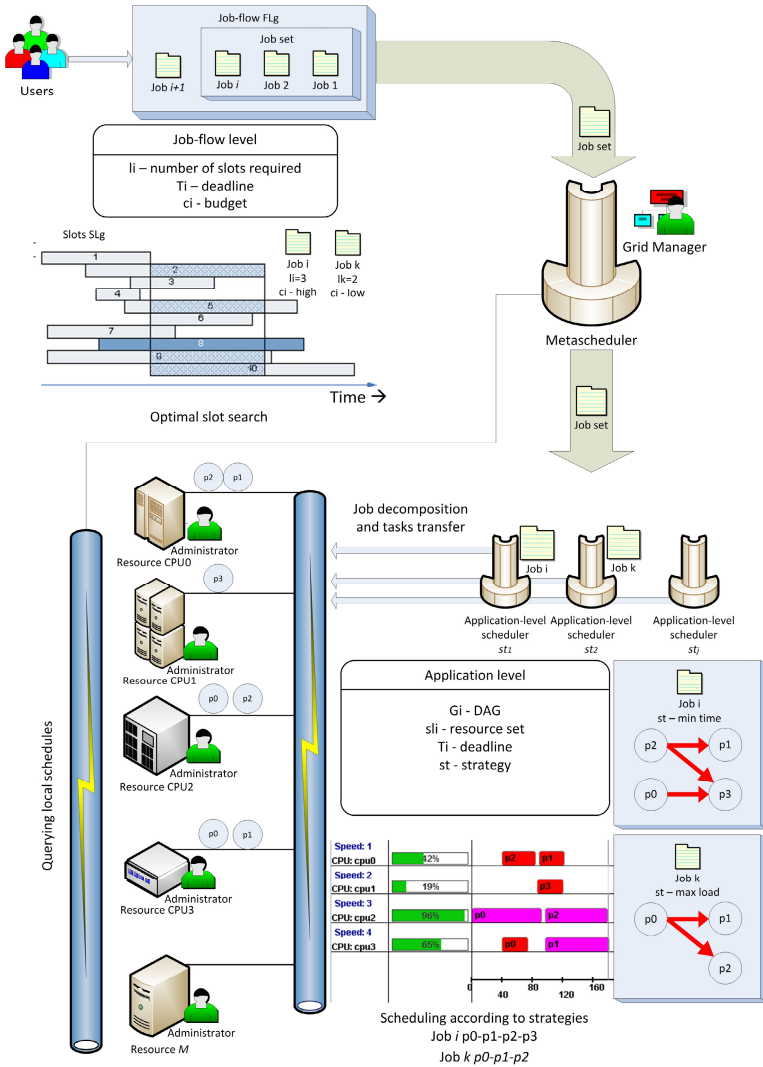 Job-flow FLg
Job set
Job i+1
Job i
Job 2
Job 1
Users
Job set
Job-flow level
li – number of slots required
Ti – deadline
ci - budget
Slots SLg
Job i
li=3
ci - high
Job k
lk=2
ci - low
1
2
3
4
5
6
7
8
9
10
Time →
Optimal slot search
Grid Manager
Metascheduler
Job set
p2
p1
Administrator
Resource CPU0
p3
Administrator
Resource CPU1
p0
p2
Administrator
Resource CPU2
p0
p1
Administrator
Resource CPU3
Administrator
Resource M
Querying local schedules
Job decomposition
and tasks transfer
Job i
Job k
Application-level
scheduler
st1
Application-level
scheduler
st2
Application-level
scheduler
stj
Application level
Gi - DAG
sli - resource set
Ti - deadline
st - strategy
Job i
st – min time
p2
p1
p0
p3
Job k
st – max load
p0
p1
p2
Speed: 1
CPU: cpu0
42%
p2
p1
Speed: 2
CPU: cpu1
19%
p3
Speed: 3
CPU: cpu2
96%
p0
p2
Speed: 4
CPU: cpu3
65%
p0
p1
0
40
80
120
160
Scheduling according to strategies
Job i p0-p1-p2-p3
Job k p0-p1-p2